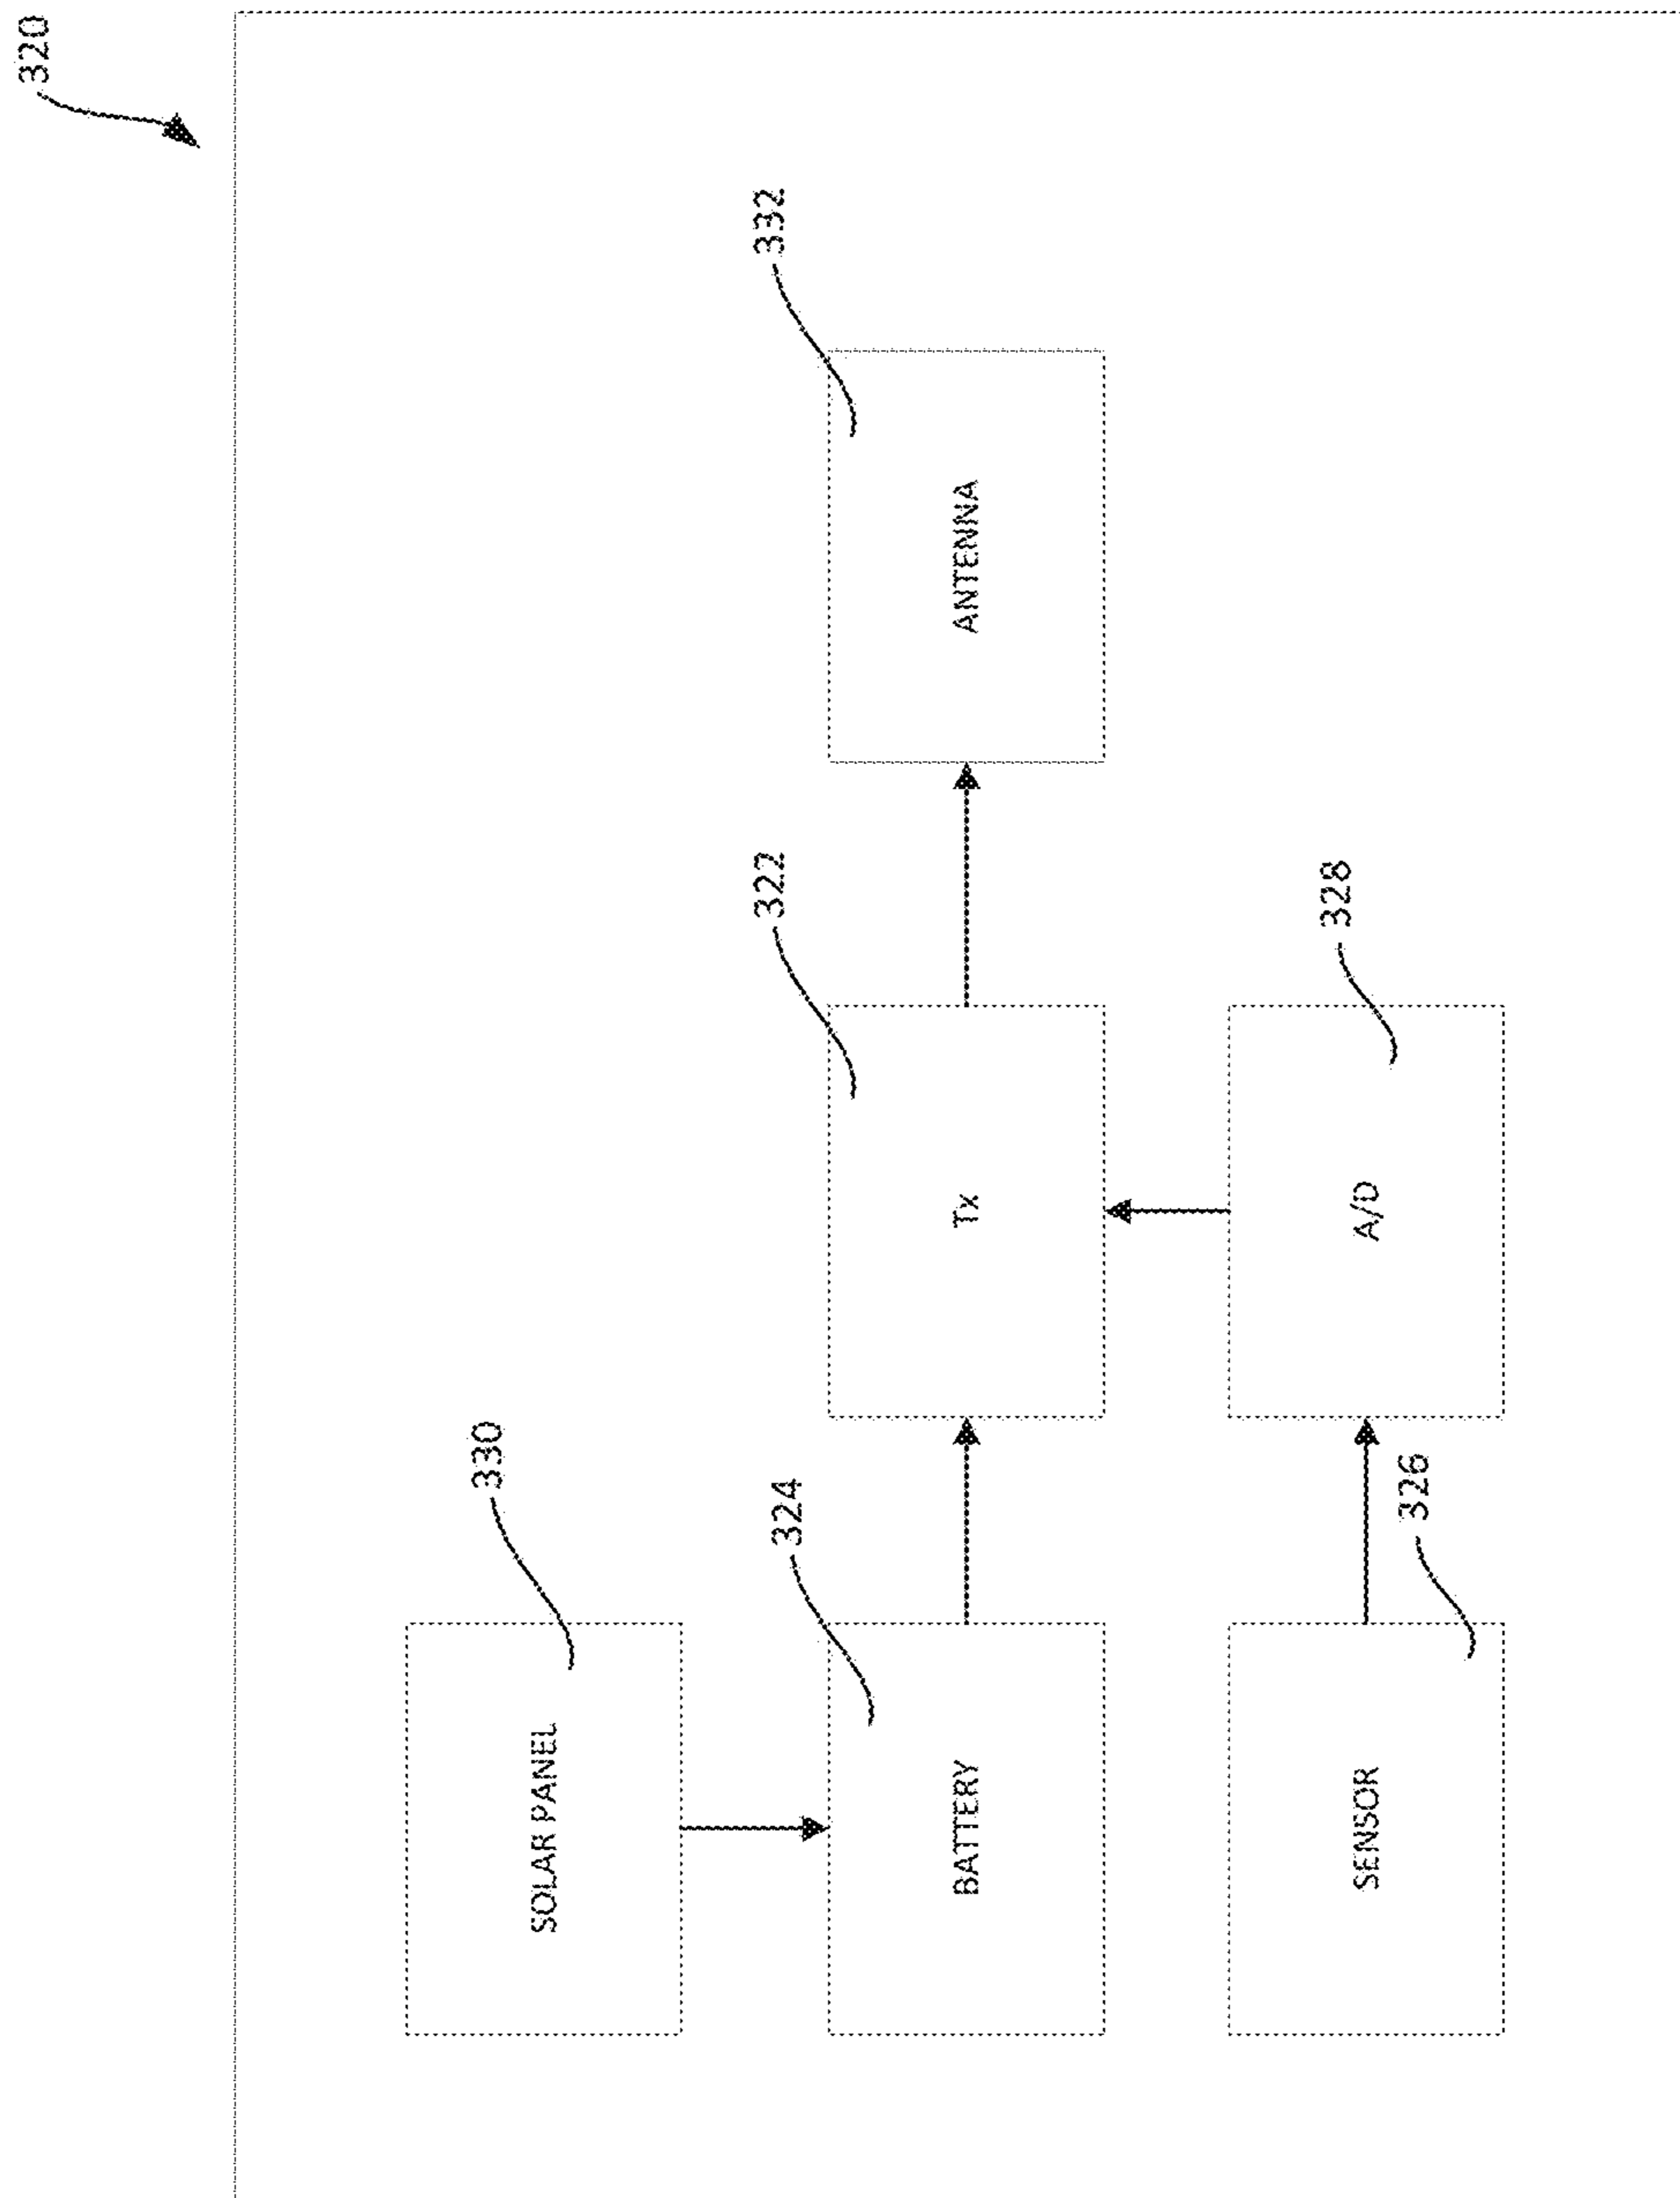 320
332
ANTENNA
322
Tx
328
A/D
330
SOLAR PANEL
324
BATTERY
326
SENSOR